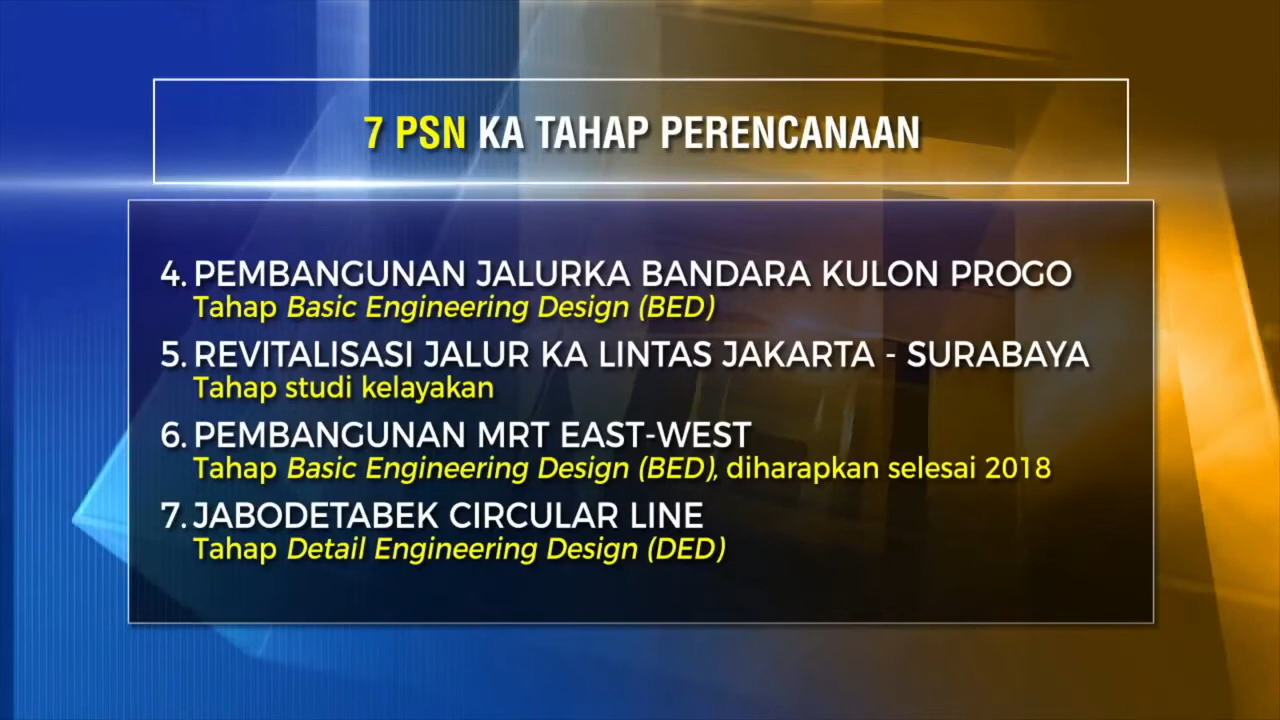 7 PSN KA TAHAP PERENCANAAN
4. PEMBANGUNAN JALURKA BANDARA KULON PROGO
Tahap Basic Engineering Design (BED)
5. REVITALISASI JALUR KA LINTAS JAKARTA - SURABAYA
Tahap studi kelayakan
6. PEMBANGUNAN MRT EAST-WEST
Tahap Basic Engineering Design (BED), diharapkan selesai 2018
7. JABODETABEK CIRCULAR LINE
Tahap Detail Engineering Design (DED)